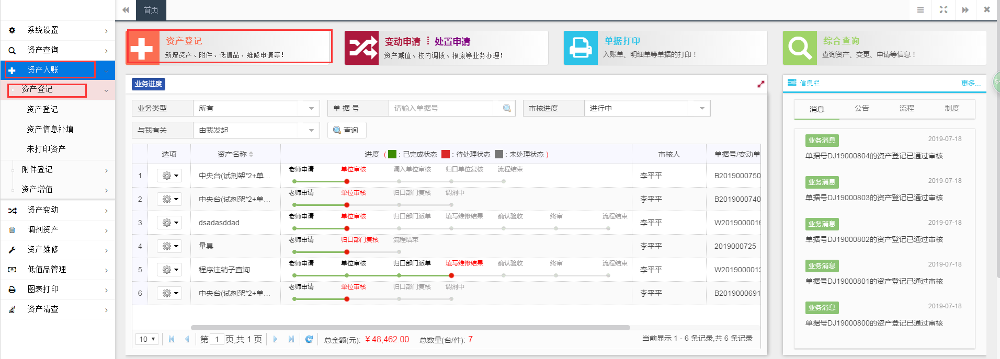 首页
系统设置
资产查询
资产入账
资产登记
资产登记
资产信息补填
未打印资产
附件登记
资产增值
资产变动
调剂资产
资产维修
低值品管理
图表打印
资产清查
资产登记
新增资产、附件、低值品、维修申请等!
变动申请 ⁞ 处置申请
资产减值、校内调拨、报废等业务办理!
单据打印
入账单、明细单等单据的打印！
综合查询
查询资产、变更、申请等信息！
业务进度
业务类型 所有 单 据 号 请输入单据号 审核进度 进行中
与我有关 由我发起 查询
选项 资产名称 进度 ( : 已完成状态 : 待处理状态 : 未处理状态 ) 审核人 单据号/变动单
1 中央台(试剂架*2+单... 老师申请 单位审核 调入单位审核 归口单位复核 流程结束 李平平 B2019000750
2 中央台(试剂架*2+单... 老师申请 单位审核 归口部门复核 调剂中 李平平 B2019000740
3 dsadasddad 老师申请 单位审核 归口部门派单 填写维修结果 确认验收 终审 流程结束 李平平 W201900001
4 量具 老师申请 归口部门复核 流程结束 李平平 2019000725
5 程序注销子查询 老师申请 单位审核 归口部门派单 填写维修结果 确认验收 终审 流程结束 李平平 W201900001
6 中央台(试剂架*2+单... 老师申请 单位审核 归口部门复核 调剂中 李平平 B2019000691
10 第 1 页,共 1 页 总金额(元): ￥48,462.00 总数量(台/件): 7 当前显示 1 - 6 条记录,共 6 条记录
信息栏 更多...
消息 公告 流程 制度
业务消息 2019-07-18
单据号DJ19000804的资产登记已通过审核
业务消息 2019-07-18
单据号DJ19000803的资产登记已通过审核
业务消息 2019-07-18
单据号DJ19000802的资产登记已通过审核
业务消息 2019-07-18
单据号DJ19000801的资产登记已通过审核
业务消息 2019-07-18
单据号DJ19000800的资产登记已通过审核